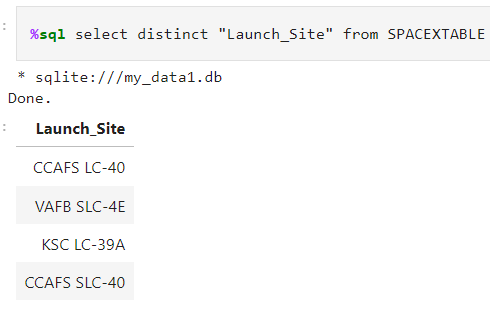 %sql select distinct "Launch_Site" from SPACEXTABLE
* sqlite:///my_data1.db
Done.
Launch_Site
CCAFS LC-40
VAFB SLC-4E
KSC LC-39A
CCAFS SLC-40